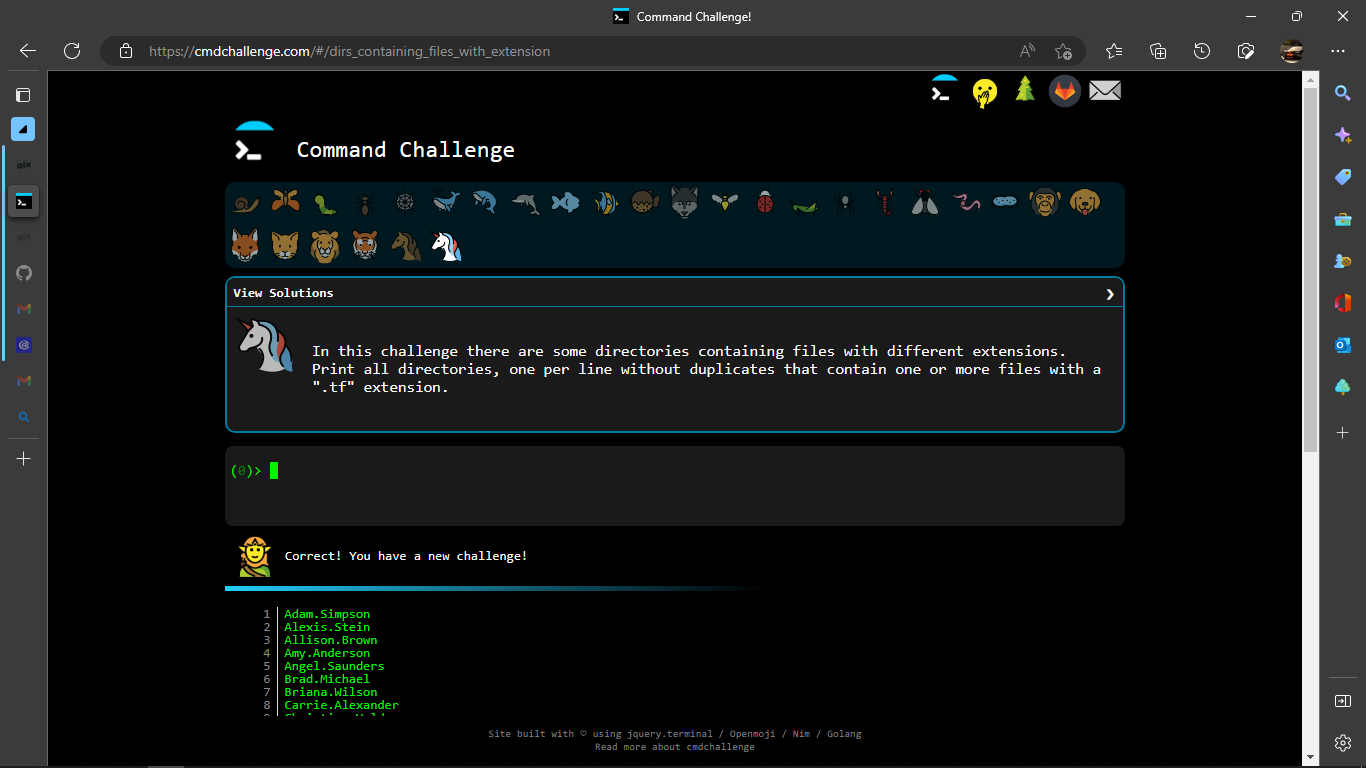 Command Challenge!
https://cmdchallenge.com/#/dirs_containing_files_with_extension
Command Challenge
View Solutions
In this challenge there are some directories containing files with different extensions.
Print all directories, one per line without duplicates that contain one or more files with a
".tf" extension.
(0)>
Correct! You have a new challenge!
1 Adam.Simpson
2 Alexis.Stein
3 Allison.Brown
4 Amy.Anderson
5 Angel.Saunders
6 Brad.Michael
7 Briana.Wilson
8 Carrie.Alexander
Site built with ♡ using jquery.terminal / Openmoji / Nim / Golang
Read more about cmdchallenge